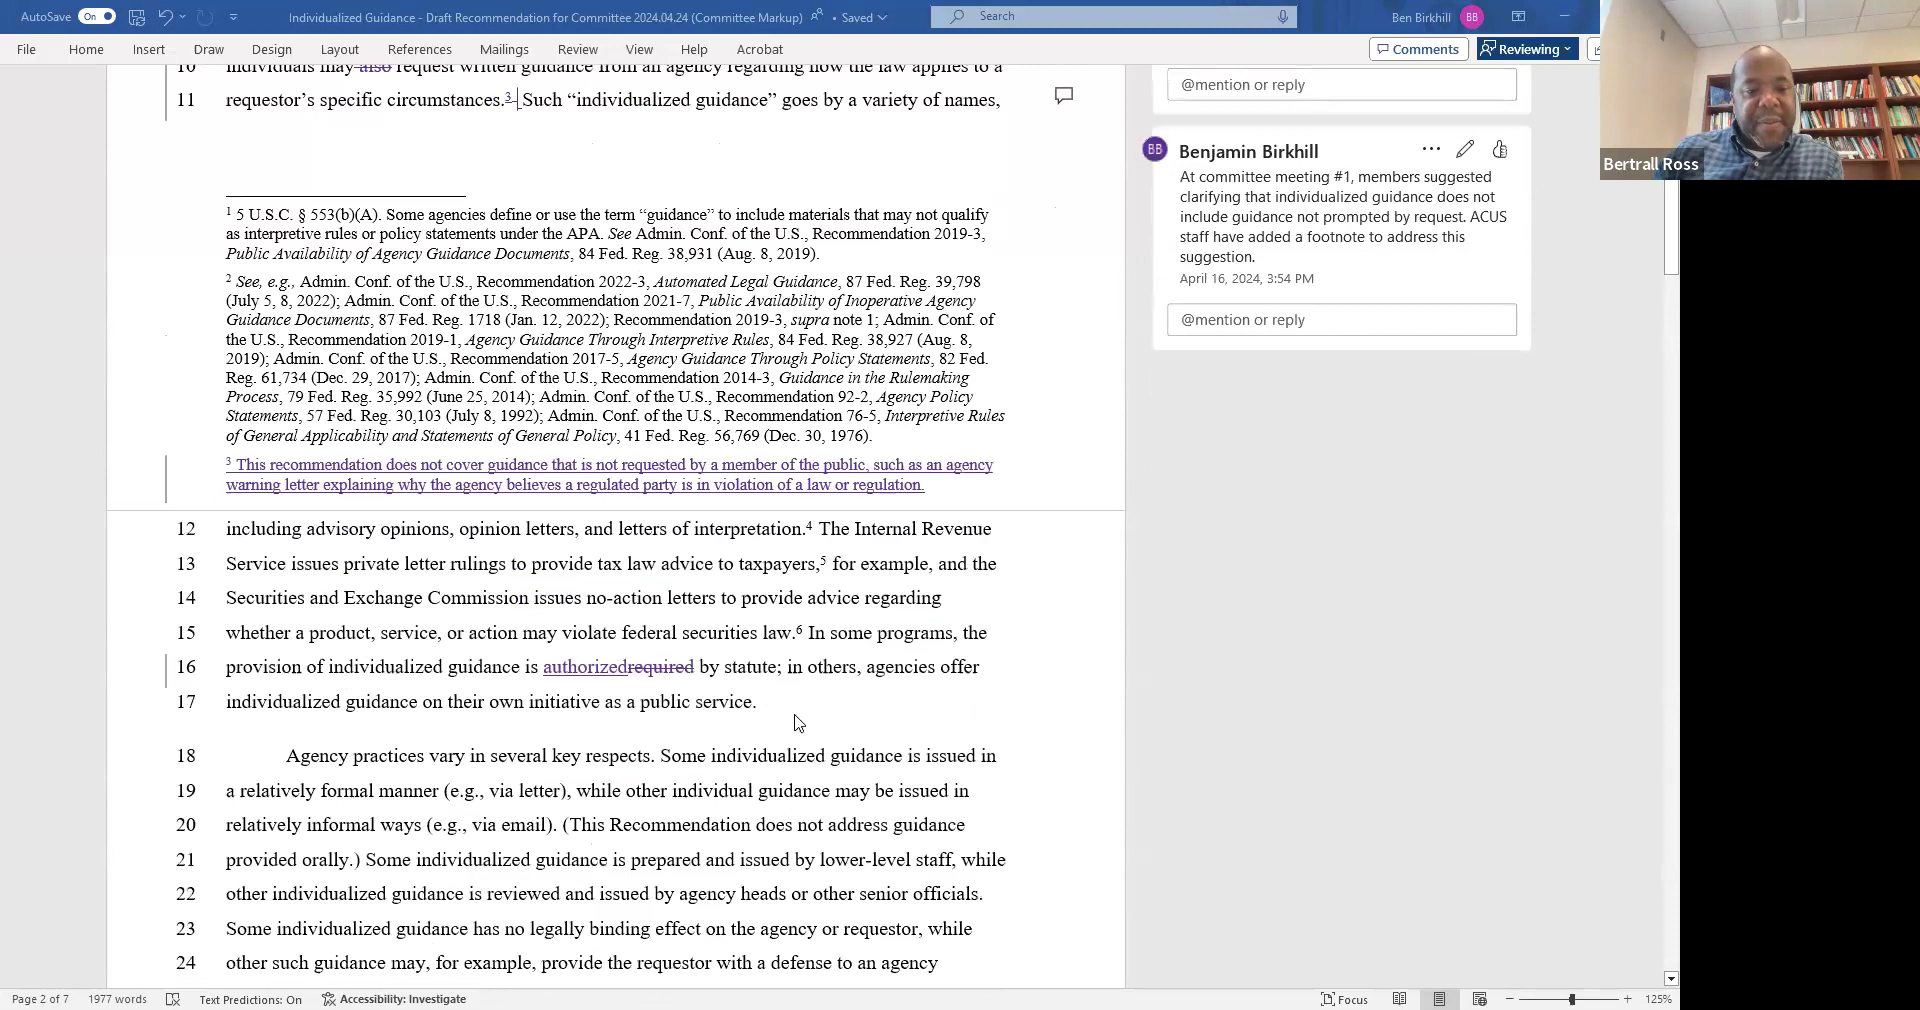 AutoSave On Individualized Guidance - Draft Recommendation for Committee 2024.04.24 (Committee Markup) • Saved Search Ben Birkhill BB
File Home Insert Draw Design Layout References Mailings Review View Help Acrobat Comments Reviewing
10 individuals may also request written guidance from an agency regarding how the law applies to a
11 requestor’s specific circumstances.3 Such “individualized guidance” goes by a variety of names,
1 5 U.S.C. § 553(b)(A). Some agencies define or use the term “guidance” to include materials that may not qualify
as interpretive rules or policy statements under the APA. See Admin. Conf. of the U.S., Recommendation 2019-3,
Public Availability of Agency Guidance Documents, 84 Fed. Reg. 38,931 (Aug. 8, 2019).
2 See, e.g., Admin. Conf. of the U.S., Recommendation 2022-3, Automated Legal Guidance, 87 Fed. Reg. 39,798
(July 5, 8, 2022); Admin. Conf. of the U.S., Recommendation 2021-7, Public Availability of Inoperative Agency
Guidance Documents, 87 Fed. Reg. 1718 (Jan. 12, 2022); Recommendation 2019-3, supra note 1; Admin. Conf. of
the U.S., Recommendation 2019-1, Agency Guidance Through Interpretive Rules, 84 Fed. Reg. 38,927 (Aug. 8,
2019); Admin. Conf. of the U.S., Recommendation 2017-5, Agency Guidance Through Policy Statements, 82 Fed.
Reg. 61,734 (Dec. 29, 2017); Admin. Conf. of the U.S., Recommendation 2014-3, Guidance in the Rulemaking
Process, 79 Fed. Reg. 35,992 (June 25, 2014); Admin. Conf. of the U.S., Recommendation 92-2, Agency Policy
Statements, 57 Fed. Reg. 30,103 (July 8, 1992); Admin. Conf. of the U.S., Recommendation 76-5, Interpretive Rules
of General Applicability and Statements of General Policy, 41 Fed. Reg. 56,769 (Dec. 30, 1976).
3 This recommendation does not cover guidance that is not requested by a member of the public, such as an agency
warning letter explaining why the agency believes a regulated party is in violation of a law or regulation.
12 including advisory opinions, opinion letters, and letters of interpretation.4 The Internal Revenue
13 Service issues private letter rulings to provide tax law advice to taxpayers,5 for example, and the
14 Securities and Exchange Commission issues no-action letters to provide advice regarding
15 whether a product, service, or action may violate federal securities law.6 In some programs, the
16 provision of individualized guidance is authorizedrequired by statute; in others, agencies offer
17 individualized guidance on their own initiative as a public service.
18 Agency practices vary in several key respects. Some individualized guidance is issued in
19 a relatively formal manner (e.g., via letter), while other individual guidance may be issued in
20 relatively informal ways (e.g., via email). (This Recommendation does not address guidance
21 provided orally.) Some individualized guidance is prepared and issued by lower-level staff, while
22 other individualized guidance is reviewed and issued by agency heads or other senior officials.
23 Some individualized guidance has no legally binding effect on the agency or requestor, while
24 other such guidance may, for example, provide the requestor with a defense to an agency
@mention or reply
BB Benjamin Birkhill
At committee meeting #1, members suggested
clarifying that individualized guidance does not
include guidance not prompted by request. ACUS
staff have added a footnote to address this
suggestion.
April 16, 2024, 3:54 PM
@mention or reply
Bertrall Ross
Page 2 of 7 1977 words Text Predictions: On Accessibility: Investigate Focus 125%